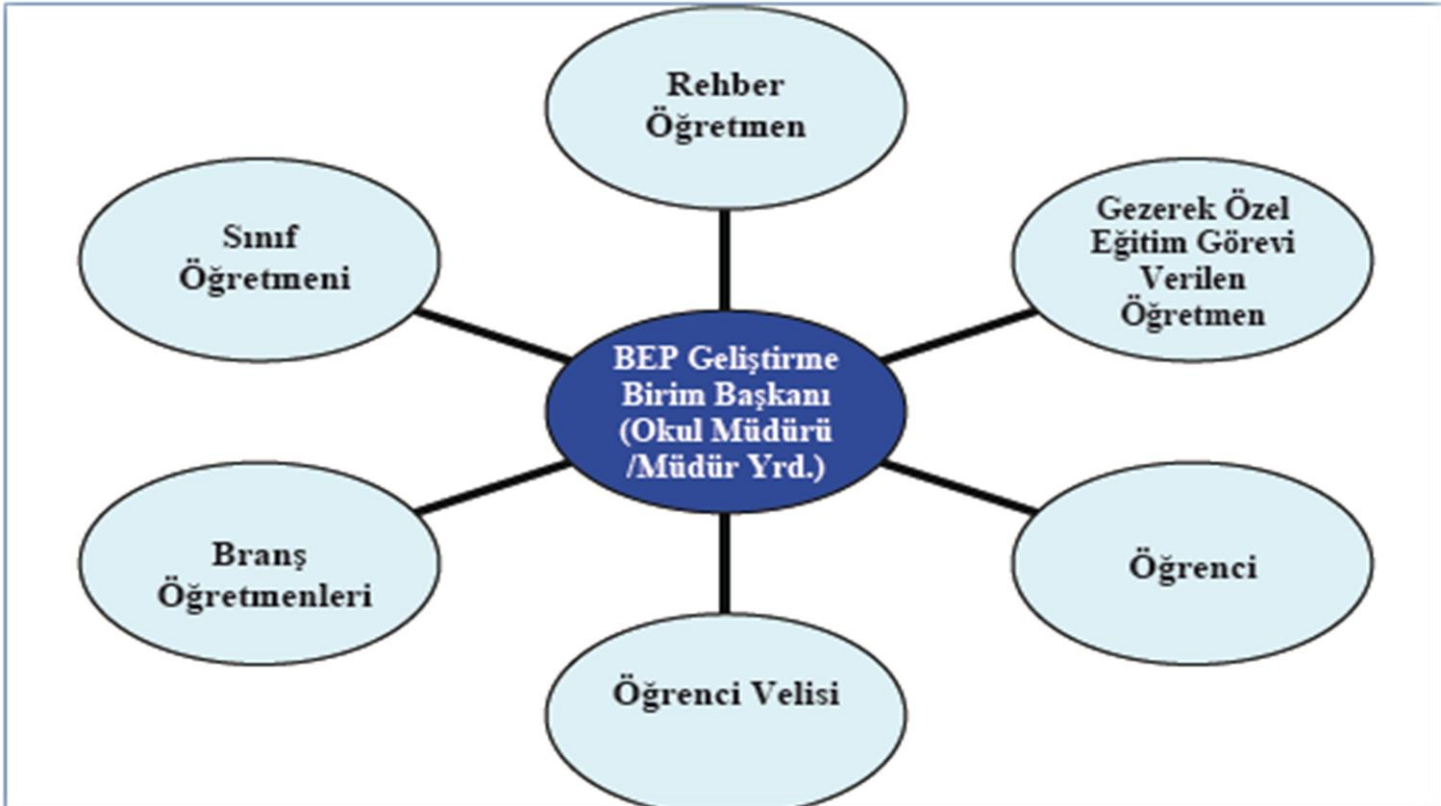 Rehber
Öğretmen
Sınıf
Öğretmeni
Gezerek Özel
Eğitim Görevi
Verilen
Öğretmen
BEP Geliştirme
Birim Başkanı
(Okul Müdürü
/Müdür Yrd.)
Branş
Öğretmenleri
Öğrenci
Öğrenci Velisi